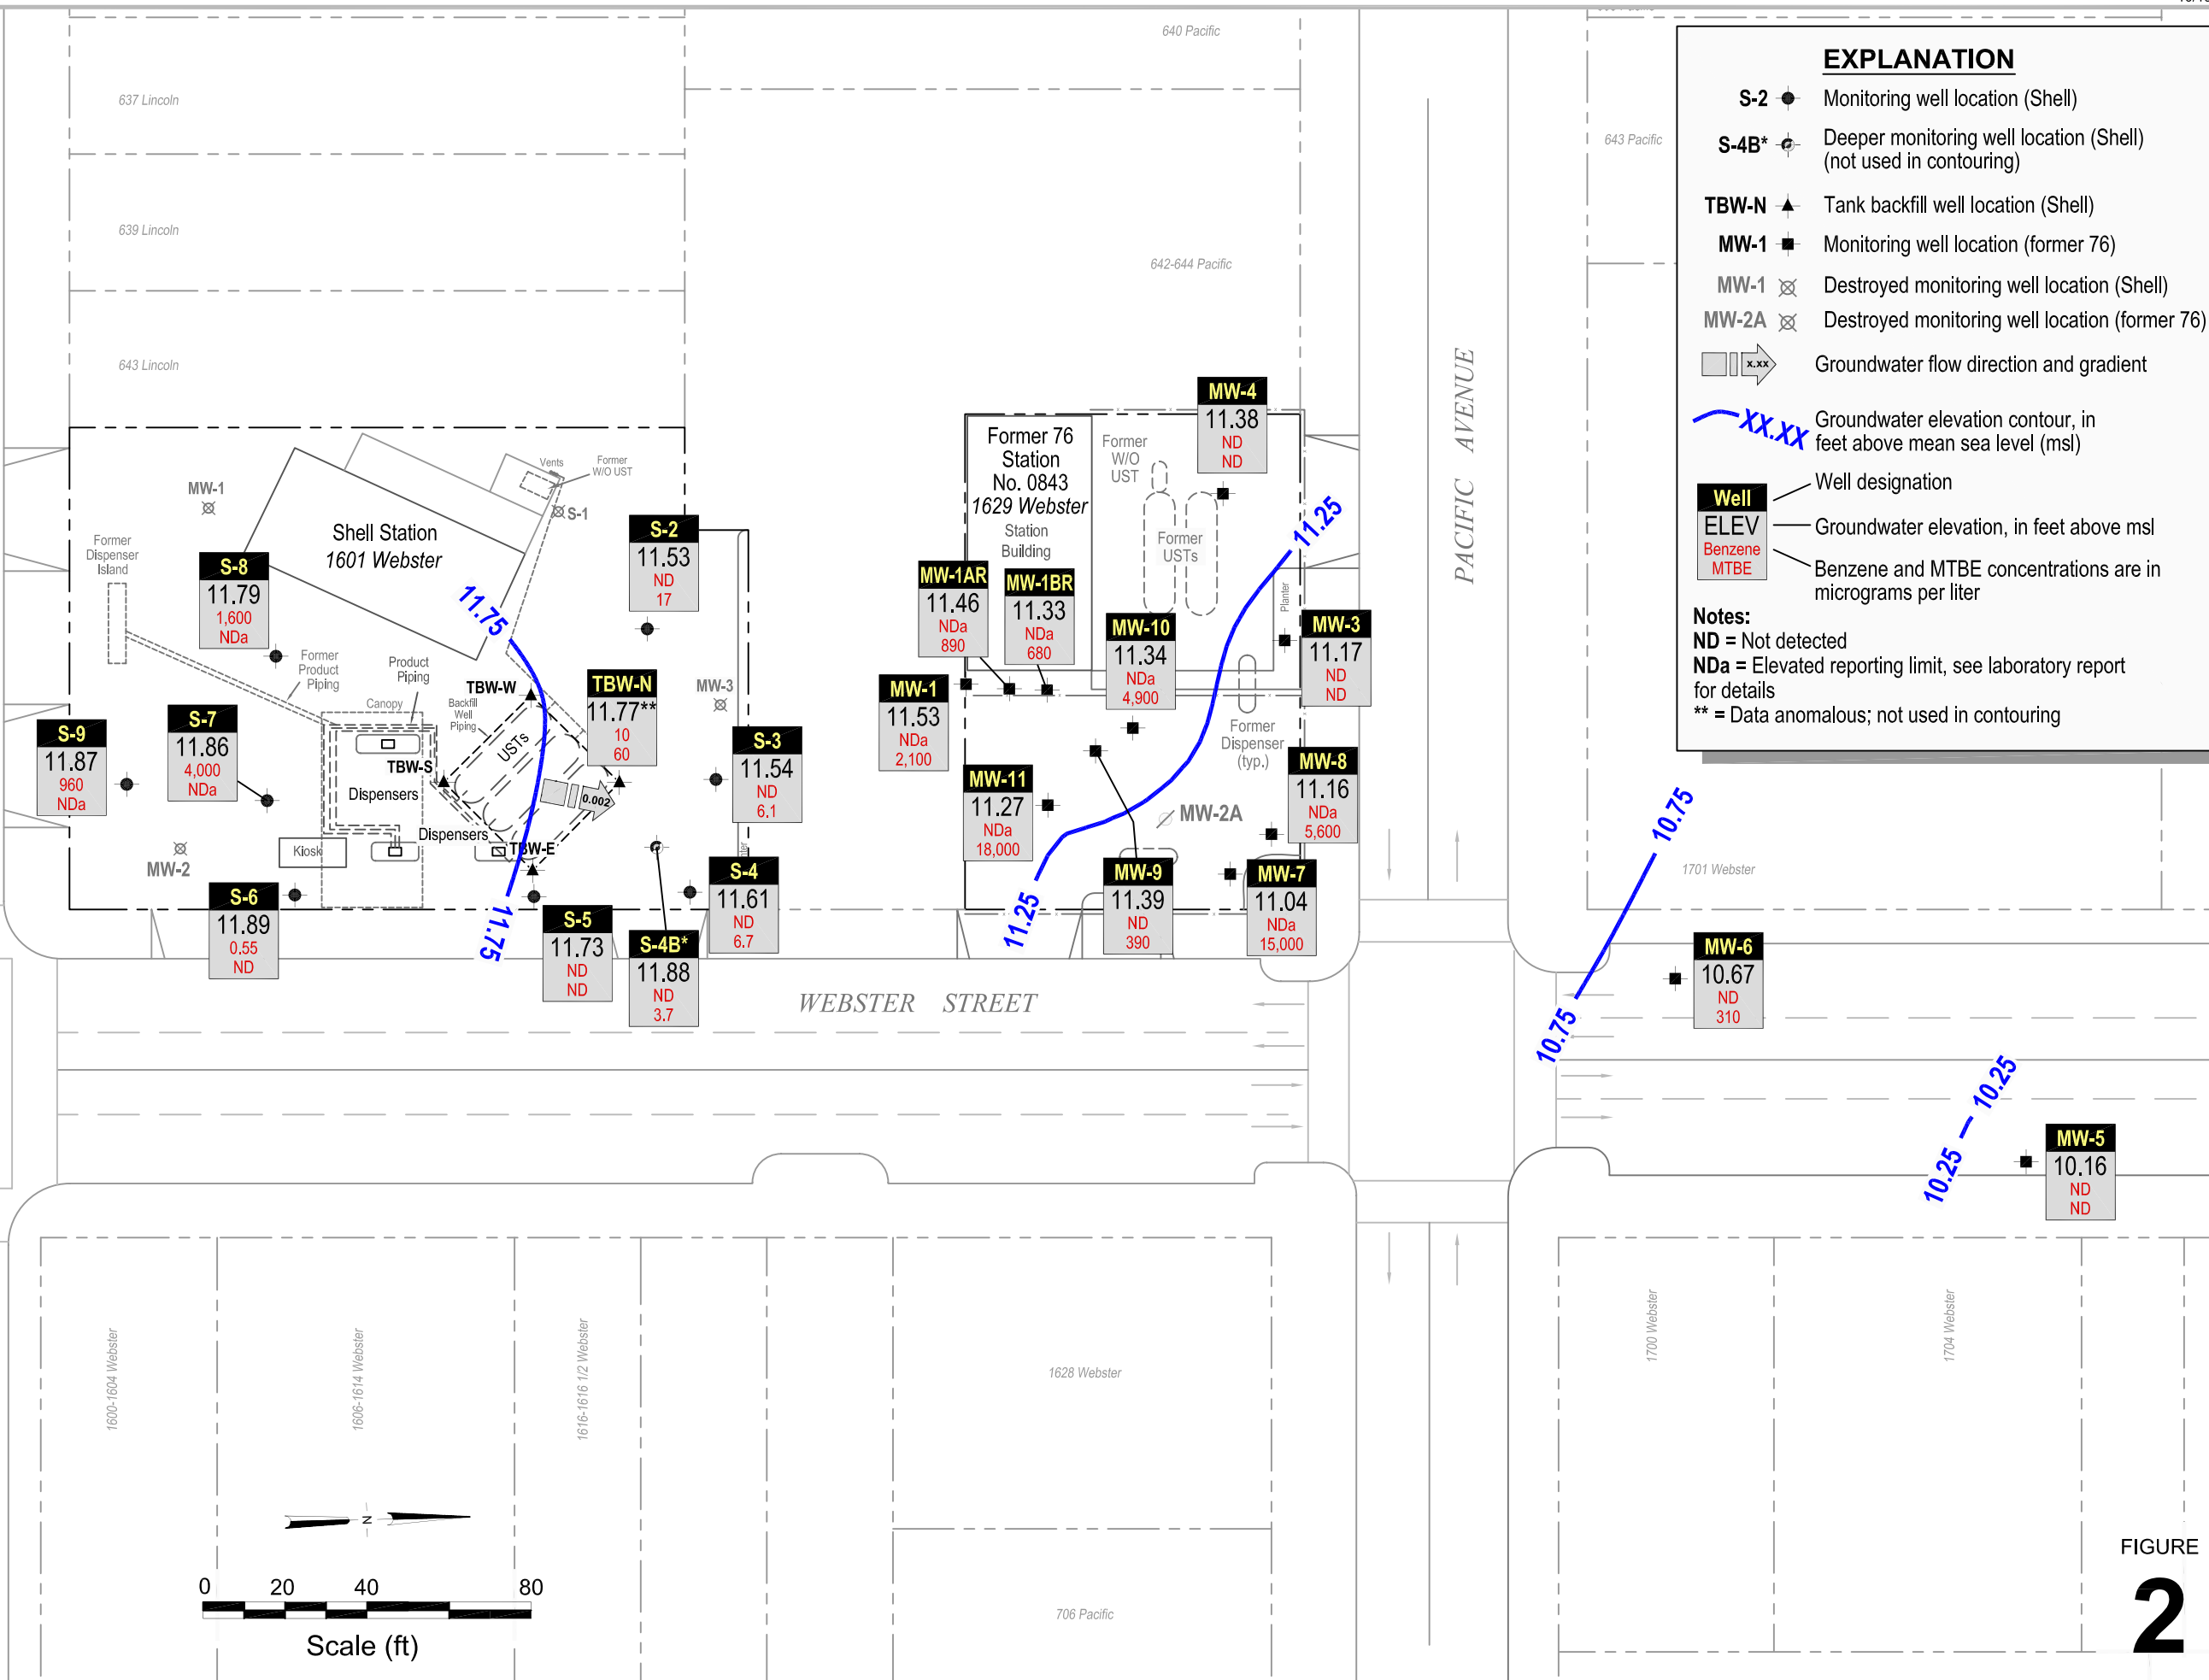 640 Pacific
637 Lincoln
639 Lincoln
642-644 Pacific
643 Lincoln
643 Pacific
EXPLANATION
S-2 Monitoring well location (Shell)
S-4B* Deeper monitoring well location (Shell)
(not used in contouring)
TBW-N Tank backfill well location (Shell)
MW-1 Monitoring well location (former 76)
MW-1 Destroyed monitoring well location (Shell)
MW-2A Destroyed monitoring well location (former 76)
x.xx Groundwater flow direction and gradient
XX.XX Groundwater elevation contour, in
feet above mean sea level (msl)
Well
ELEV
Benzene
MTBE
Well designation
Groundwater elevation, in feet above msl
Benzene and MTBE concentrations are in
micrograms per liter
Notes:
ND = Not detected
NDa = Elevated reporting limit, see laboratory report
for details
** = Data anomalous; not used in contouring
MW-1
Former
Dispenser
Island
Shell Station
1601 Webster
Vents
Former
W/O UST
S-1
S-8
11.79
1,600
NDa
S-2
11.53
ND
17
11.75
Former
Product
Piping
Product
Piping
Canopy
TBW-W
Backfill
Well
Piping
USTs
TBW-N
11.77**
10
60
MW-3
S-9
11.87
960
NDa
S-7
11.86
4,000
NDa
TBW-S
Dispensers
0.002
S-3
11.54
ND
6.1
Dispensers
TBW-E
Kiosk
MW-2
S-6
11.89
0.55
ND
11.75
S-5
11.73
ND
ND
S-4B*
11.88
ND
3.7
S-4
11.61
ND
6.7
Former 76
Station
No. 0843
1629 Webster
Station
Building
Former
W/O
UST
Former
USTs
MW-4
11.38
ND
ND
11.25
PACIFIC AVENUE
MW-1AR
11.46
NDa
890
MW-1BR
11.33
NDa
680
MW-10
11.34
NDa
4,900
Planter
MW-3
11.17
ND
ND
MW-1
11.53
NDa
2,100
Former
Dispenser
(typ.)
MW-11
11.27
NDa
18,000
MW-2A
MW-8
11.16
NDa
5,600
11.25
MW-9
11.39
ND
390
MW-7
11.04
NDa
15,000
10.75
1701 Webster
MW-6
10.67
ND
310
10.75
WEBSTER STREET
10.25
10.25
MW-5
10.16
ND
ND
1600-1604 Webster
1606-1614 Webster
1616-1616 1/2 Webster
1628 Webster
1700 Webster
1704 Webster
706 Pacific
N
0 20 40 80
Scale (ft)
FIGURE
2